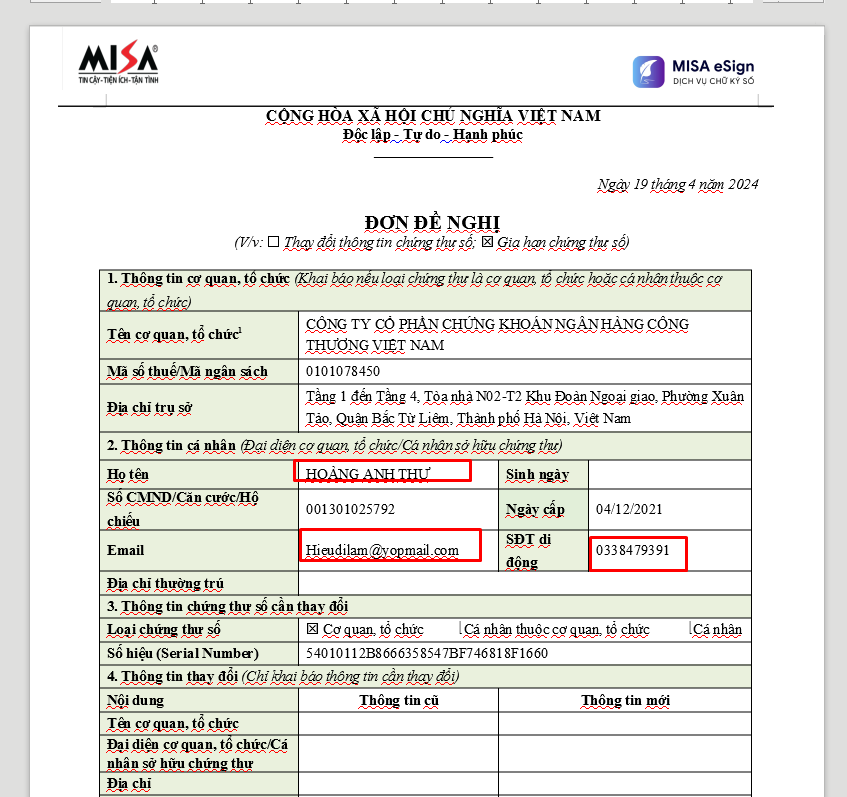 MISA®
TIN CẬY - TIỆN ÍCH - TẬN TÌNH
MISA eSign
DỊCH VỤ CHỮ KÝ SỐ
CỘNG HÒA XÃ HỘI CHỦ NGHĨA VIỆT NAM
Độc lập - Tự do - Hạnh phúc
Ngày 19 tháng 4 năm 2024
ĐƠN ĐỀ NGHỊ
(V/v: ☐ Thay đổi thông tin chứng thư số; ☒ Gia hạn chứng thư số)
1. Thông tin cơ quan, tổ chức (Khai báo nếu loại chứng thư là cơ quan, tổ chức hoặc cá nhân thuộc cơ
quan, tổ chức)
Tên cơ quan, tổ chức¹
CÔNG TY CỔ PHẦN CHỨNG KHOÁN NGÂN HÀNG CÔNG
THƯƠNG VIỆT NAM
Mã số thuế/Mã ngân sách
0101078450
Địa chỉ trụ sở
Tầng 1 đến Tầng 4, Tòa nhà N02-T2 Khu Đoàn Ngoại giao, Phường Xuân
Tảo, Quận Bắc Từ Liêm, Thành phố Hà Nội, Việt Nam
2. Thông tin cá nhân (Đại diện cơ quan, tổ chức/Cá nhân sở hữu chứng thư)
Họ tên
HOÀNG ANH THƯ
Sinh ngày
Số CMND/Căn cước/Hộ
chiếu
001301025792
Ngày cấp
04/12/2021
Email
Hieudilam@yopmail.com
SĐT di
động
0338479391
Địa chỉ thường trú
3. Thông tin chứng thư số cần thay đổi
Loại chứng thư số
☒ Cơ quan, tổ chức
Cá nhân thuộc cơ quan, tổ chức
Cá nhân
Số hiệu (Serial Number)
54010112B8666358547BF746818F1660
4. Thông tin thay đổi (Chỉ khai báo thông tin cần thay đổi)
Nội dung
Thông tin cũ
Thông tin mới
Tên cơ quan, tổ chức
Đại diện cơ quan, tổ chức/Cá
nhân sở hữu chứng thư
Địa chỉ